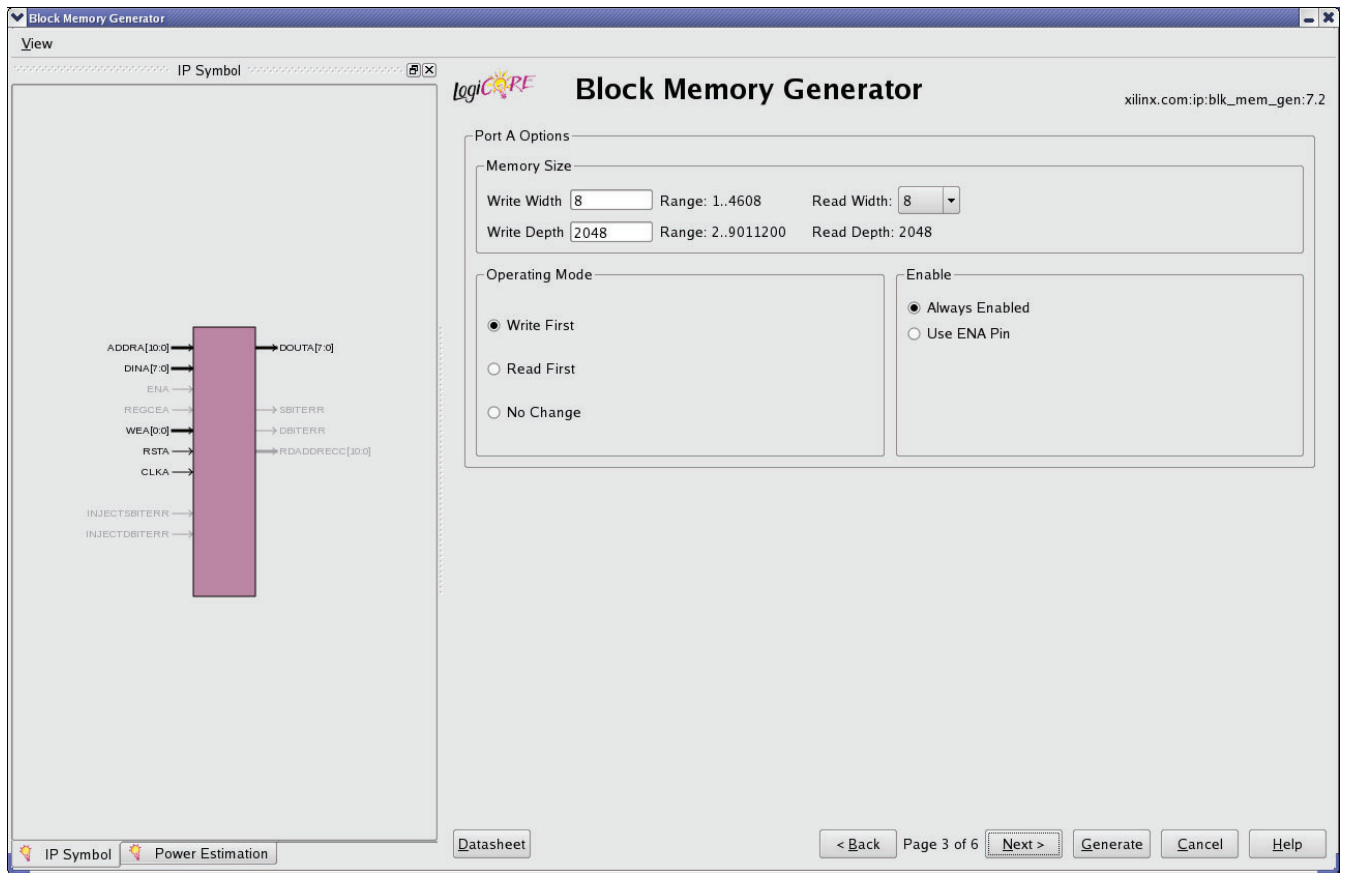 Block Memory Generator
View
IP Symbol
ADDRA[10:0]
DOUTA[7:0]
DINA[7:0]
ENA
REGCEA
SBITERR
WEA[0:0]
DBITERR
RSTA
RDADDRECC[10:0]
CLKA
INJECTSBITERR
INJECTDBITERR
IP Symbol
Power Estimation
logiCORE
Block Memory Generator
xilinx.com:ip:blk_mem_gen:7.2
Port A Options
Memory Size
Write Width 8 Range: 1..4608 Read Width: 8
Write Depth 2048 Range: 2..9011200 Read Depth: 2048
Operating Mode
Write First
Read First
No Change
Enable
Always Enabled
Use ENA Pin
Datasheet
< Back Page 3 of 6 Next > Generate Cancel Help